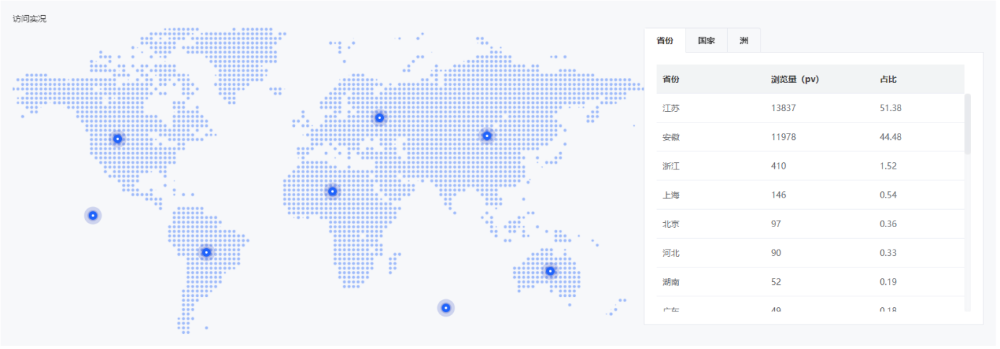 访问实况
省份 国家 洲
省份 浏览量（pv） 占比
江苏 13837 51.38
安徽 11978 44.48
浙江 410 1.52
上海 146 0.54
北京 97 0.36
河北 90 0.33
湖南 52 0.19
广东 49 0.18